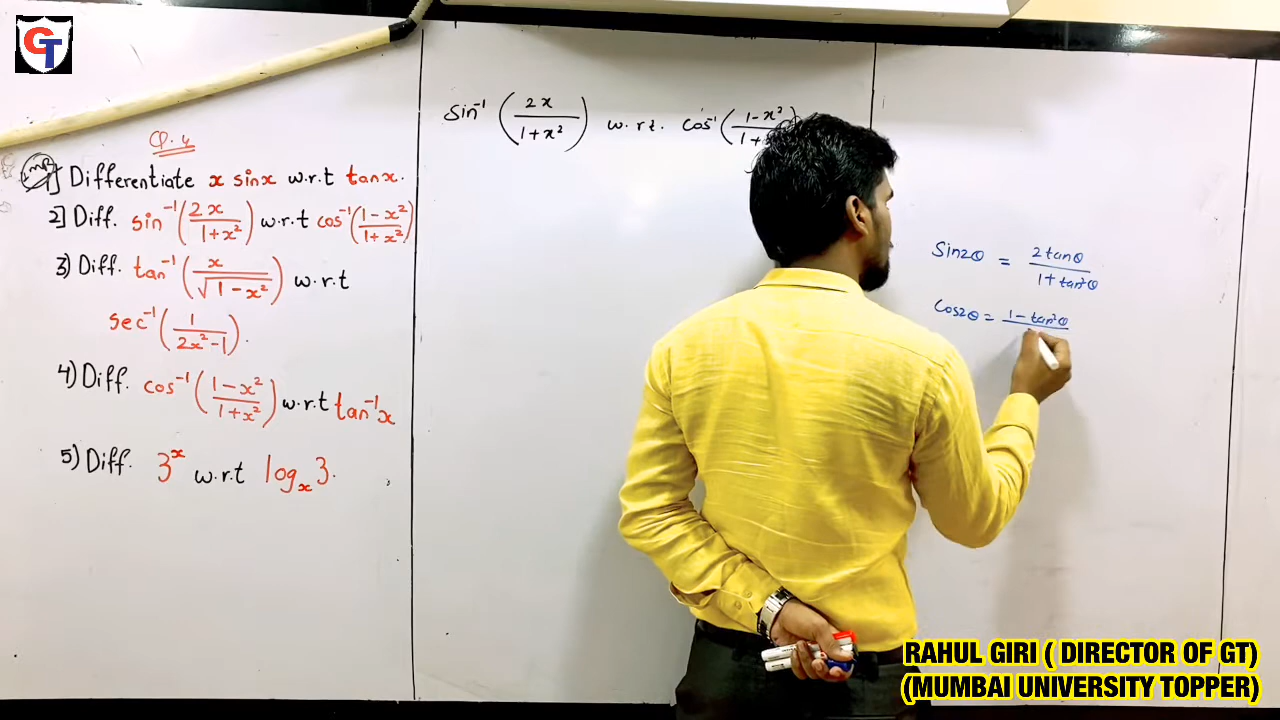 GT
Q.4
1] Differentiate x sinx w.r.t tanx.
2] Diff. sin⁻¹(2x/1+x²) w.r.t cos⁻¹(1-x²/1+x²)
3) Diff. tan⁻¹(x/√1-x²) w.r.t
sec⁻¹(1/2x²-1).
4) Diff. cos⁻¹(1-x²/1+x²) w.r.t tan⁻¹x
5) Diff. 3ˣ w.r.t logₓ3.
Sin⁻¹(2x/1+x²) w.r.t. cos⁻¹(1-x²/1+
Sin2θ = 2tanθ/1+tan²θ
Cos2θ = 1-tan²θ
RAHUL GIRI ( DIRECTOR OF GT)
(MUMBAI UNIVERSITY TOPPER)